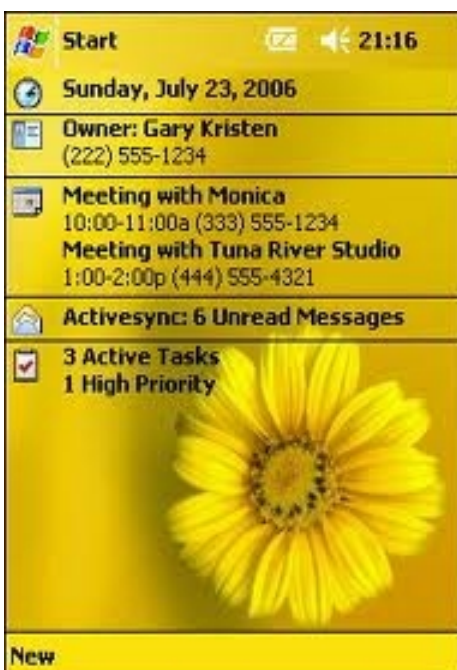 Start 21:16
Sunday, July 23, 2006
Owner: Gary Kristen
(222) 555-1234
Meeting with Monica
10:00-11:00a (333) 555-1234
Meeting with Tuna River Studio
1:00-2:00p (444) 555-4321
Activesync: 6 Unread Messages
3 Active Tasks
1 High Priority
New